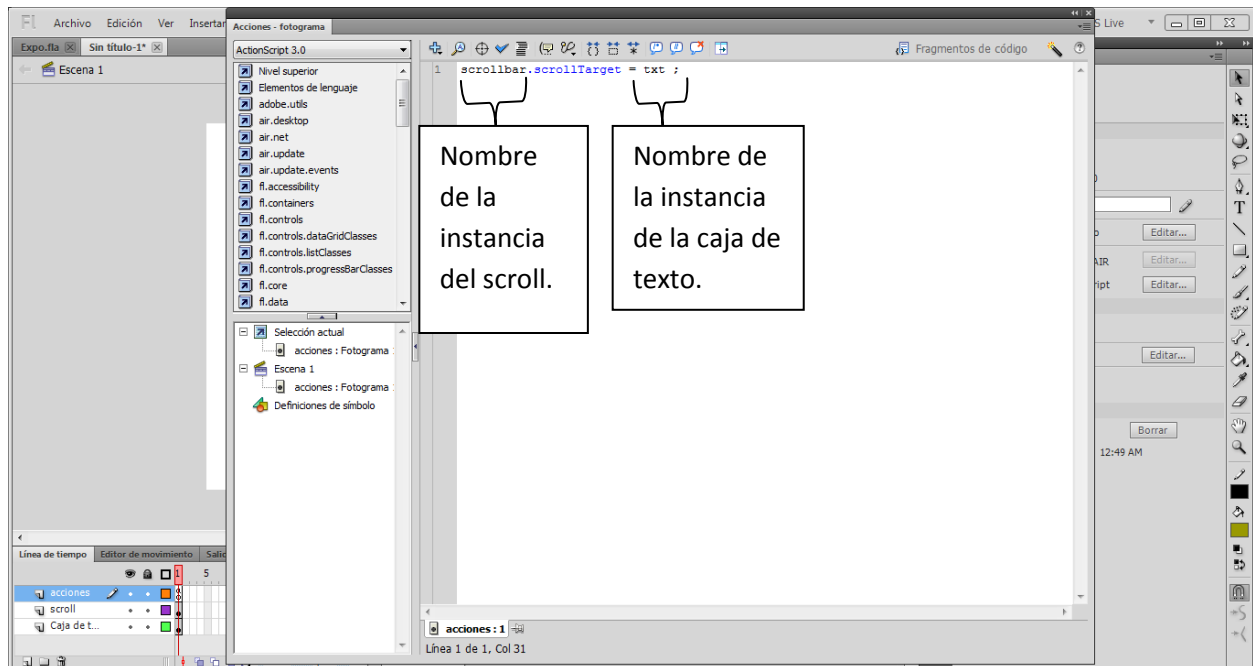 Fl Archivo Edición Ver Insertar
S Live
Expo.fla Sin título-1*
Escena 1
Acciones - fotograma
ActionScript 3.0
Fragmentos de código
Nivel superior
Elementos de lenguaje
adobe.utils
air.desktop
air.net
air.update
air.update.events
fl.accessibility
fl.containers
fl.controls
fl.controls.dataGridClasses
fl.controls.listClasses
fl.controls.progressBarClasses
fl.core
fl.data
Selección actual
acciones : Fotograma
Escena 1
acciones : Fotograma
Definiciones de símbolo
1 scrollbar.scrollTarget = txt ;
Nombre
de la
instancia
del scroll.
Nombre de
la instancia
de la caja de
texto.
Editar...
AIR Editar...
ript Editar...
Editar...
Borrar
12:49 AM
Línea de tiempo Editor de movimiento Salid
1 5
acciones
scroll
Caja de t...
acciones : 1
Línea 1 de 1, Col 31